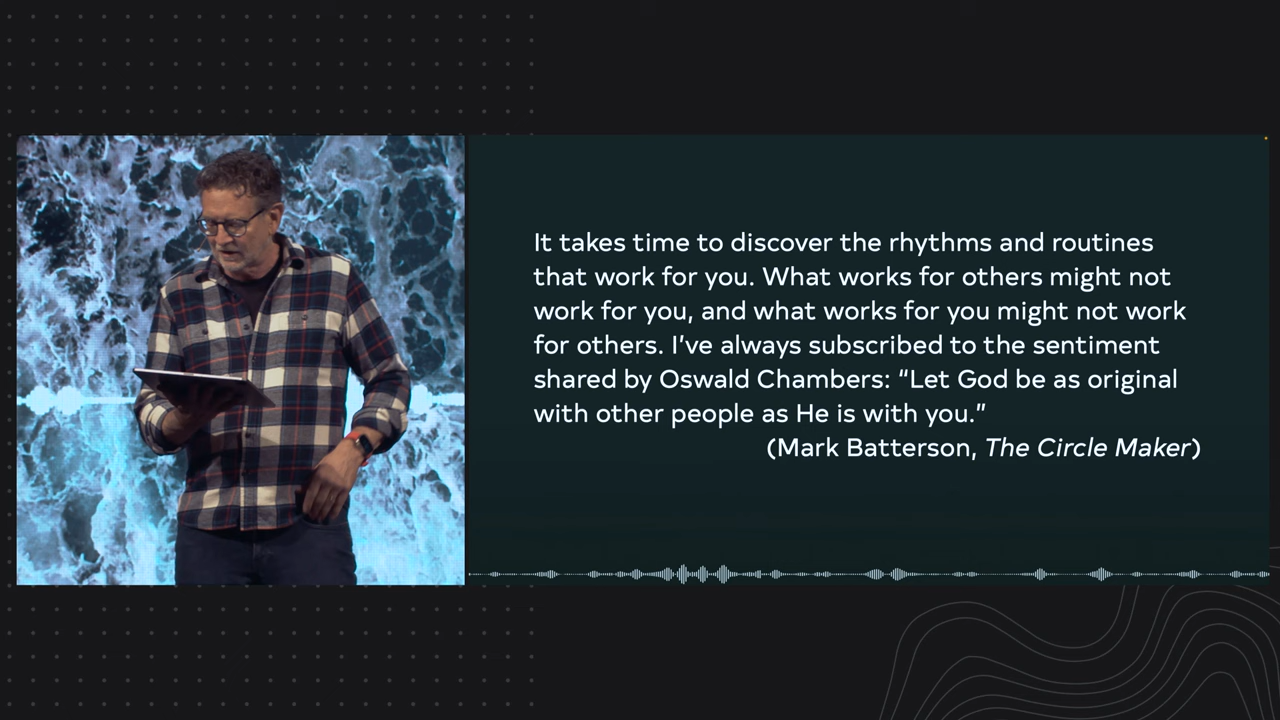 It takes time to discover the rhythms and routines
that work for you. What works for others might not
work for you, and what works for you might not work
for others. I’ve always subscribed to the sentiment
shared by Oswald Chambers: “Let God be as original
with other people as He is with you.”
(Mark Batterson, The Circle Maker)